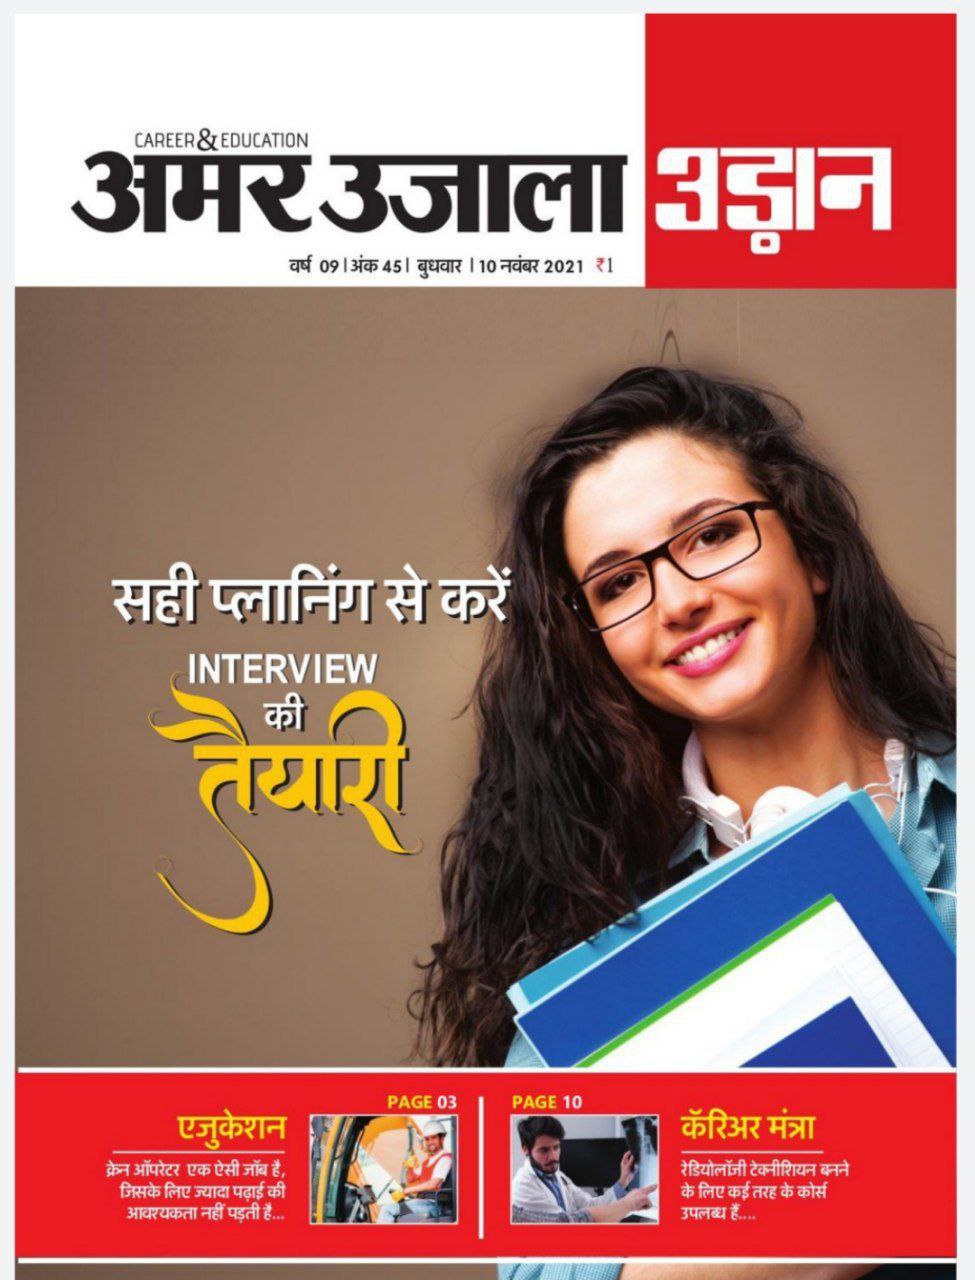 CAREER & EDUCATION
अमर उजाला उड़ान
वर्ष 09 | अंक 45 | बुधवार | 10 नवंबर 2021 ₹1
सही प्लानिंग से करें
INTERVIEW
की
तैयारी
PAGE 03
एजुकेशन
क्रेन ऑपरेटर एक ऐसी जॉब है,
जिसके लिए ज्यादा पढ़ाई की
आवश्यकता नहीं पड़ती है...
PAGE 10
कॅरिअर मंत्रा
रेडियोलॉजी टेक्नीशियन बनने
के लिए कई तरह के कोर्स
उपलब्ध हैं....